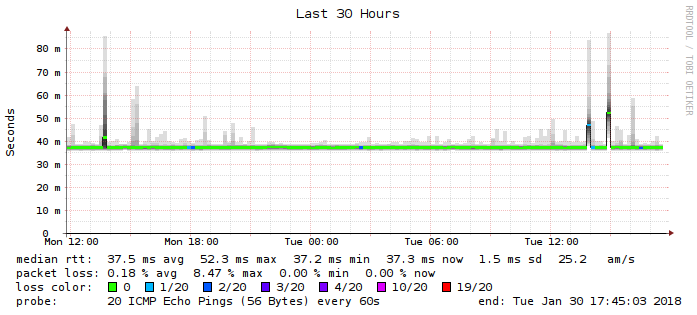 Last 30 Hours
RRDTOOL / TOBI OETIKER
Seconds
80 m
70 m
60 m
50 m
40 m
30 m
20 m
10 m
0
Mon 12:00 Mon 18:00 Tue 00:00 Tue 06:00 Tue 12:00
median rtt: 37.5 ms avg 52.3 ms max 37.2 ms min 37.3 ms now 1.5 ms sd 25.2 am/s
packet loss: 0.18 % avg 8.47 % max 0.00 % min 0.00 % now
loss color: 0 1/20 2/20 3/20 4/20 10/20 19/20
probe: 20 ICMP Echo Pings (56 Bytes) every 60s end: Tue Jan 30 17:45:03 2018